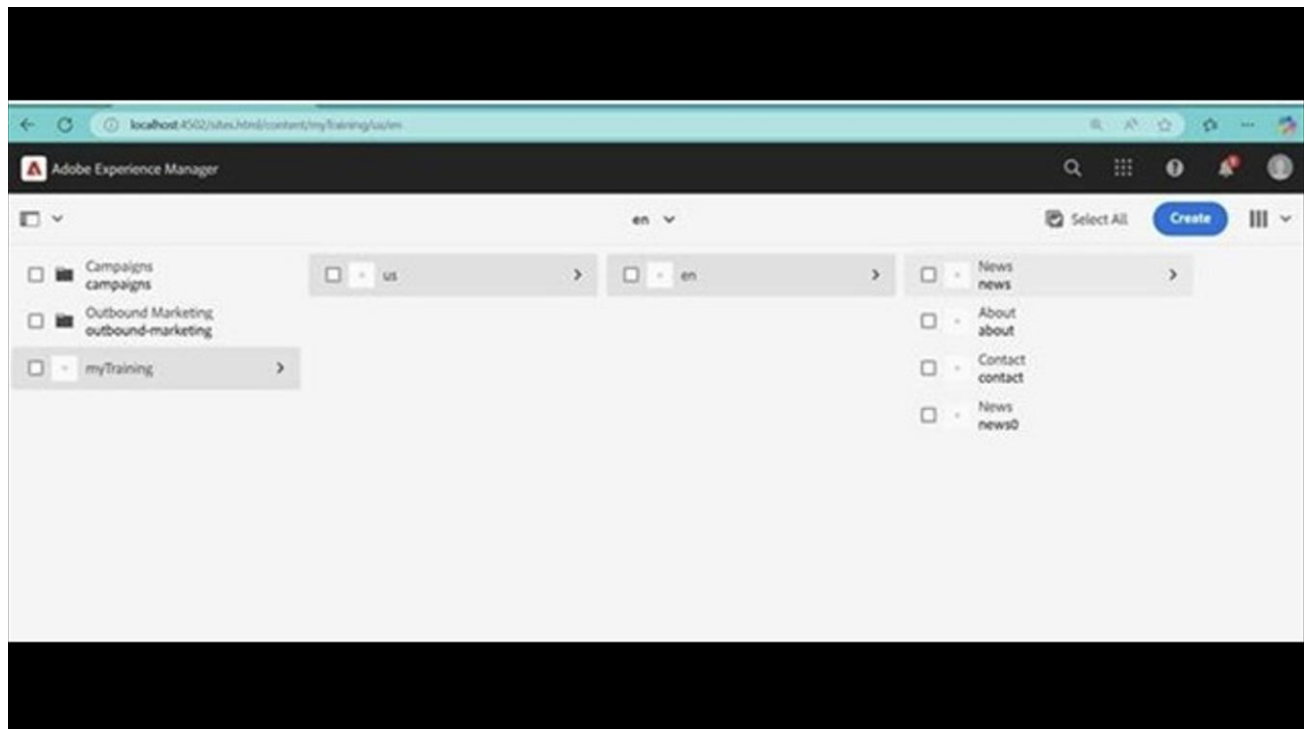 localhost:4502/sites.html/content/myTraining/us/en
Adobe Experience Manager
en
Select All
Create
Campaigns
campaigns
Outbound Marketing
outbound-marketing
myTraining
us
en
News
news
About
about
Contact
contact
News
news0